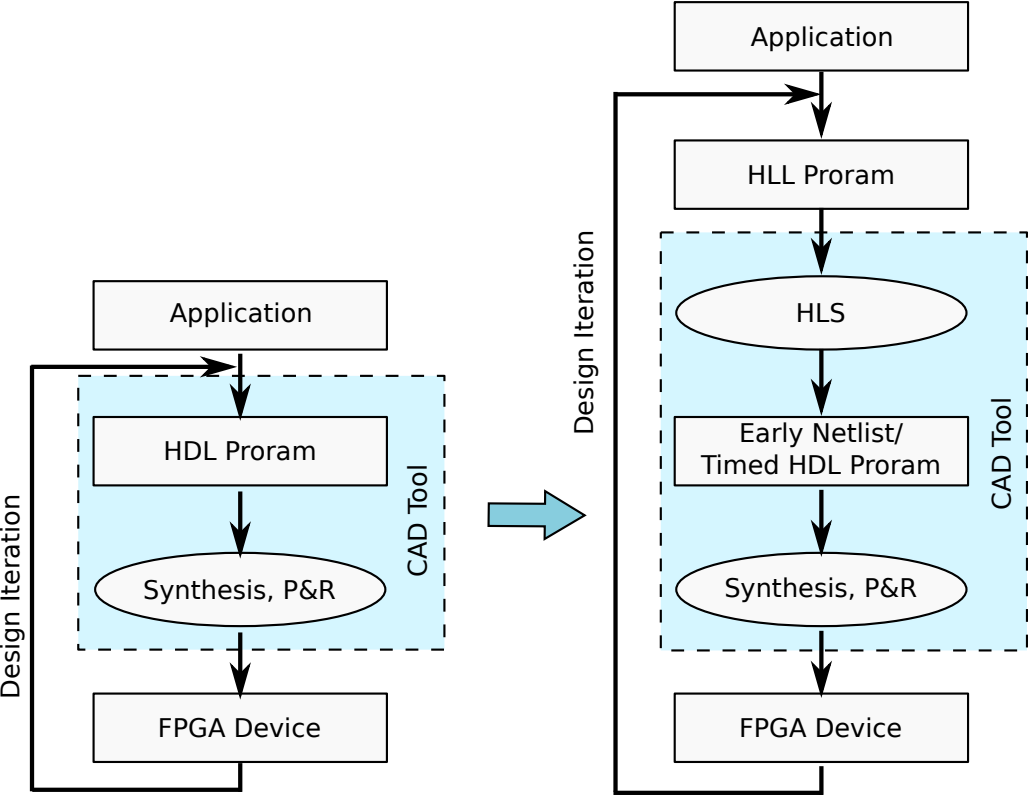 Application
HDL Proram
CAD Tool
Synthesis, P&R
Design Iteration
FPGA Device
Application
HLL Proram
Design Iteration
HLS
Early Netlist/
Timed HDL Proram
CAD Tool
Synthesis, P&R
FPGA Device